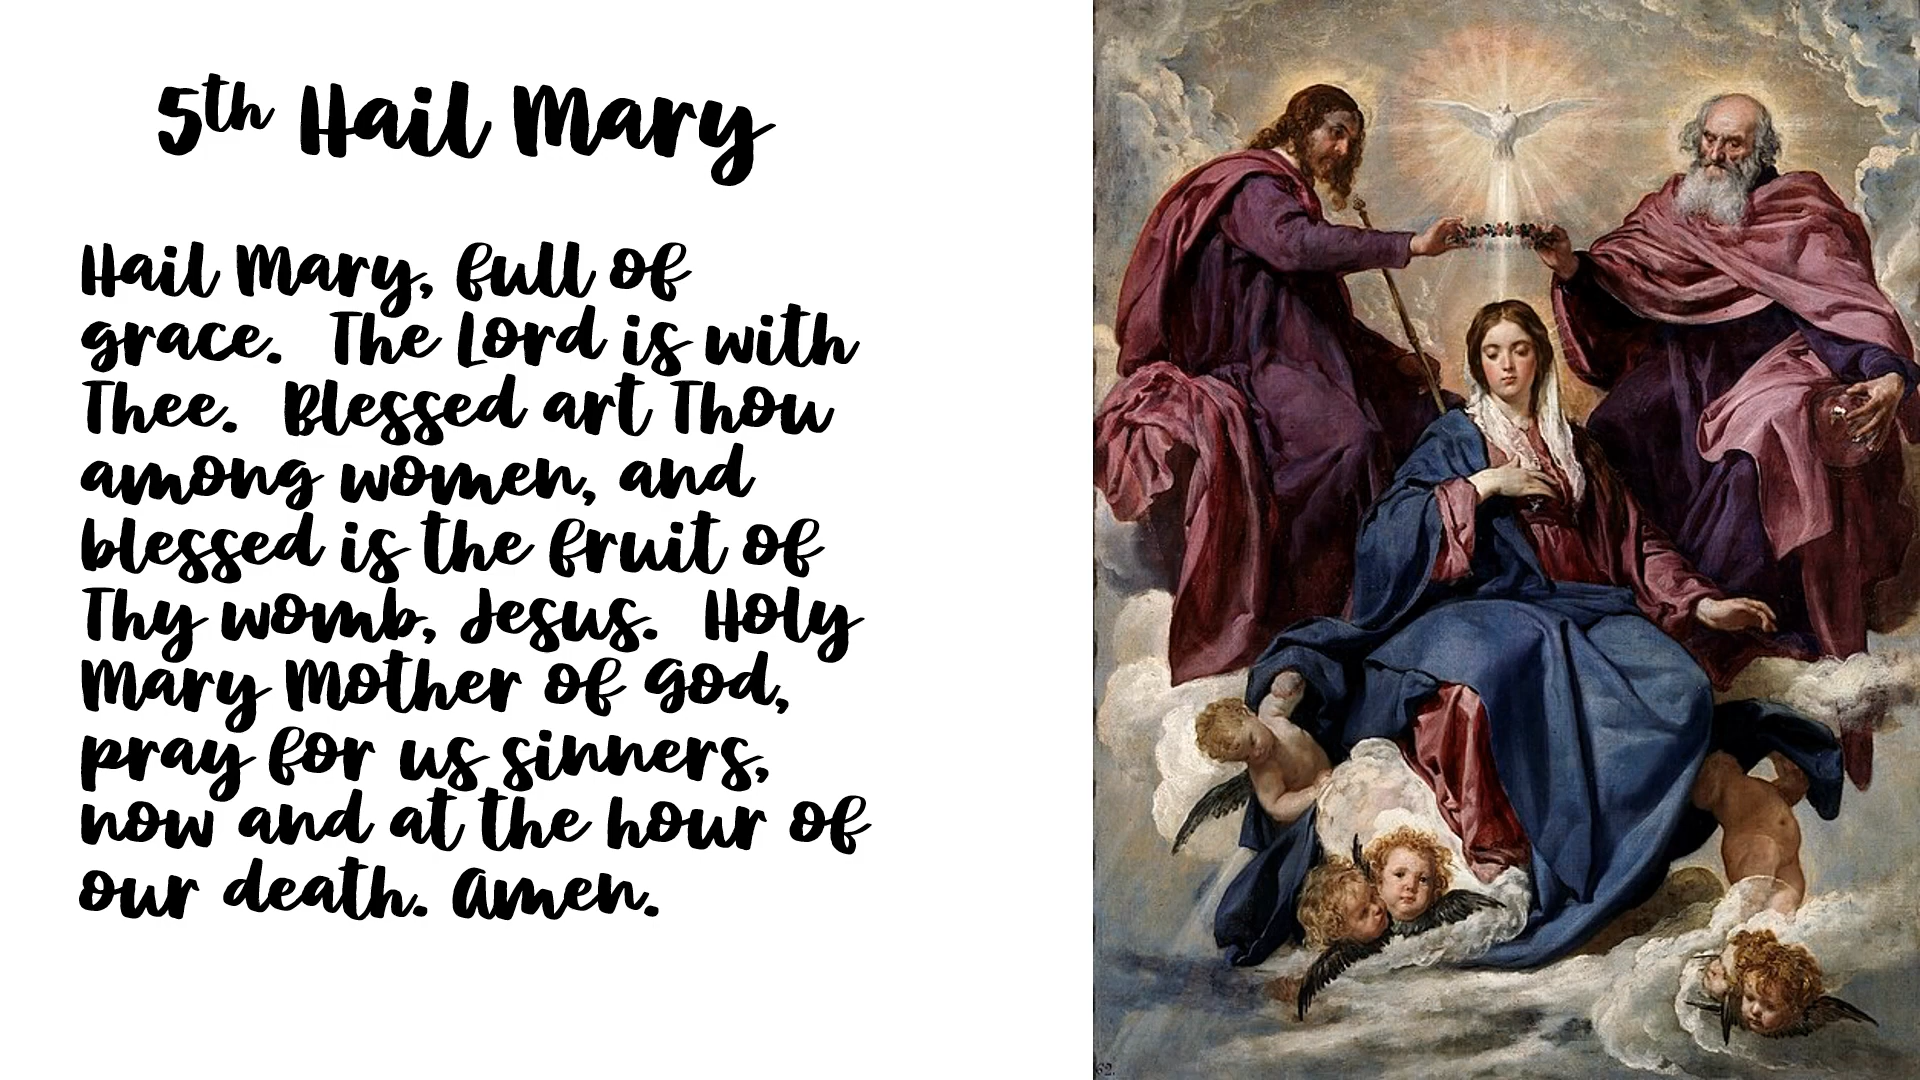 5th Hail Mary
Hail Mary, full of
grace.  The Lord is with
Thee.  Blessed art Thou
among women, and
blessed is the fruit of
Thy womb, Jesus.  Holy
Mary Mother of God,
pray for us sinners,
now and at the hour of
our death. Amen.
62.